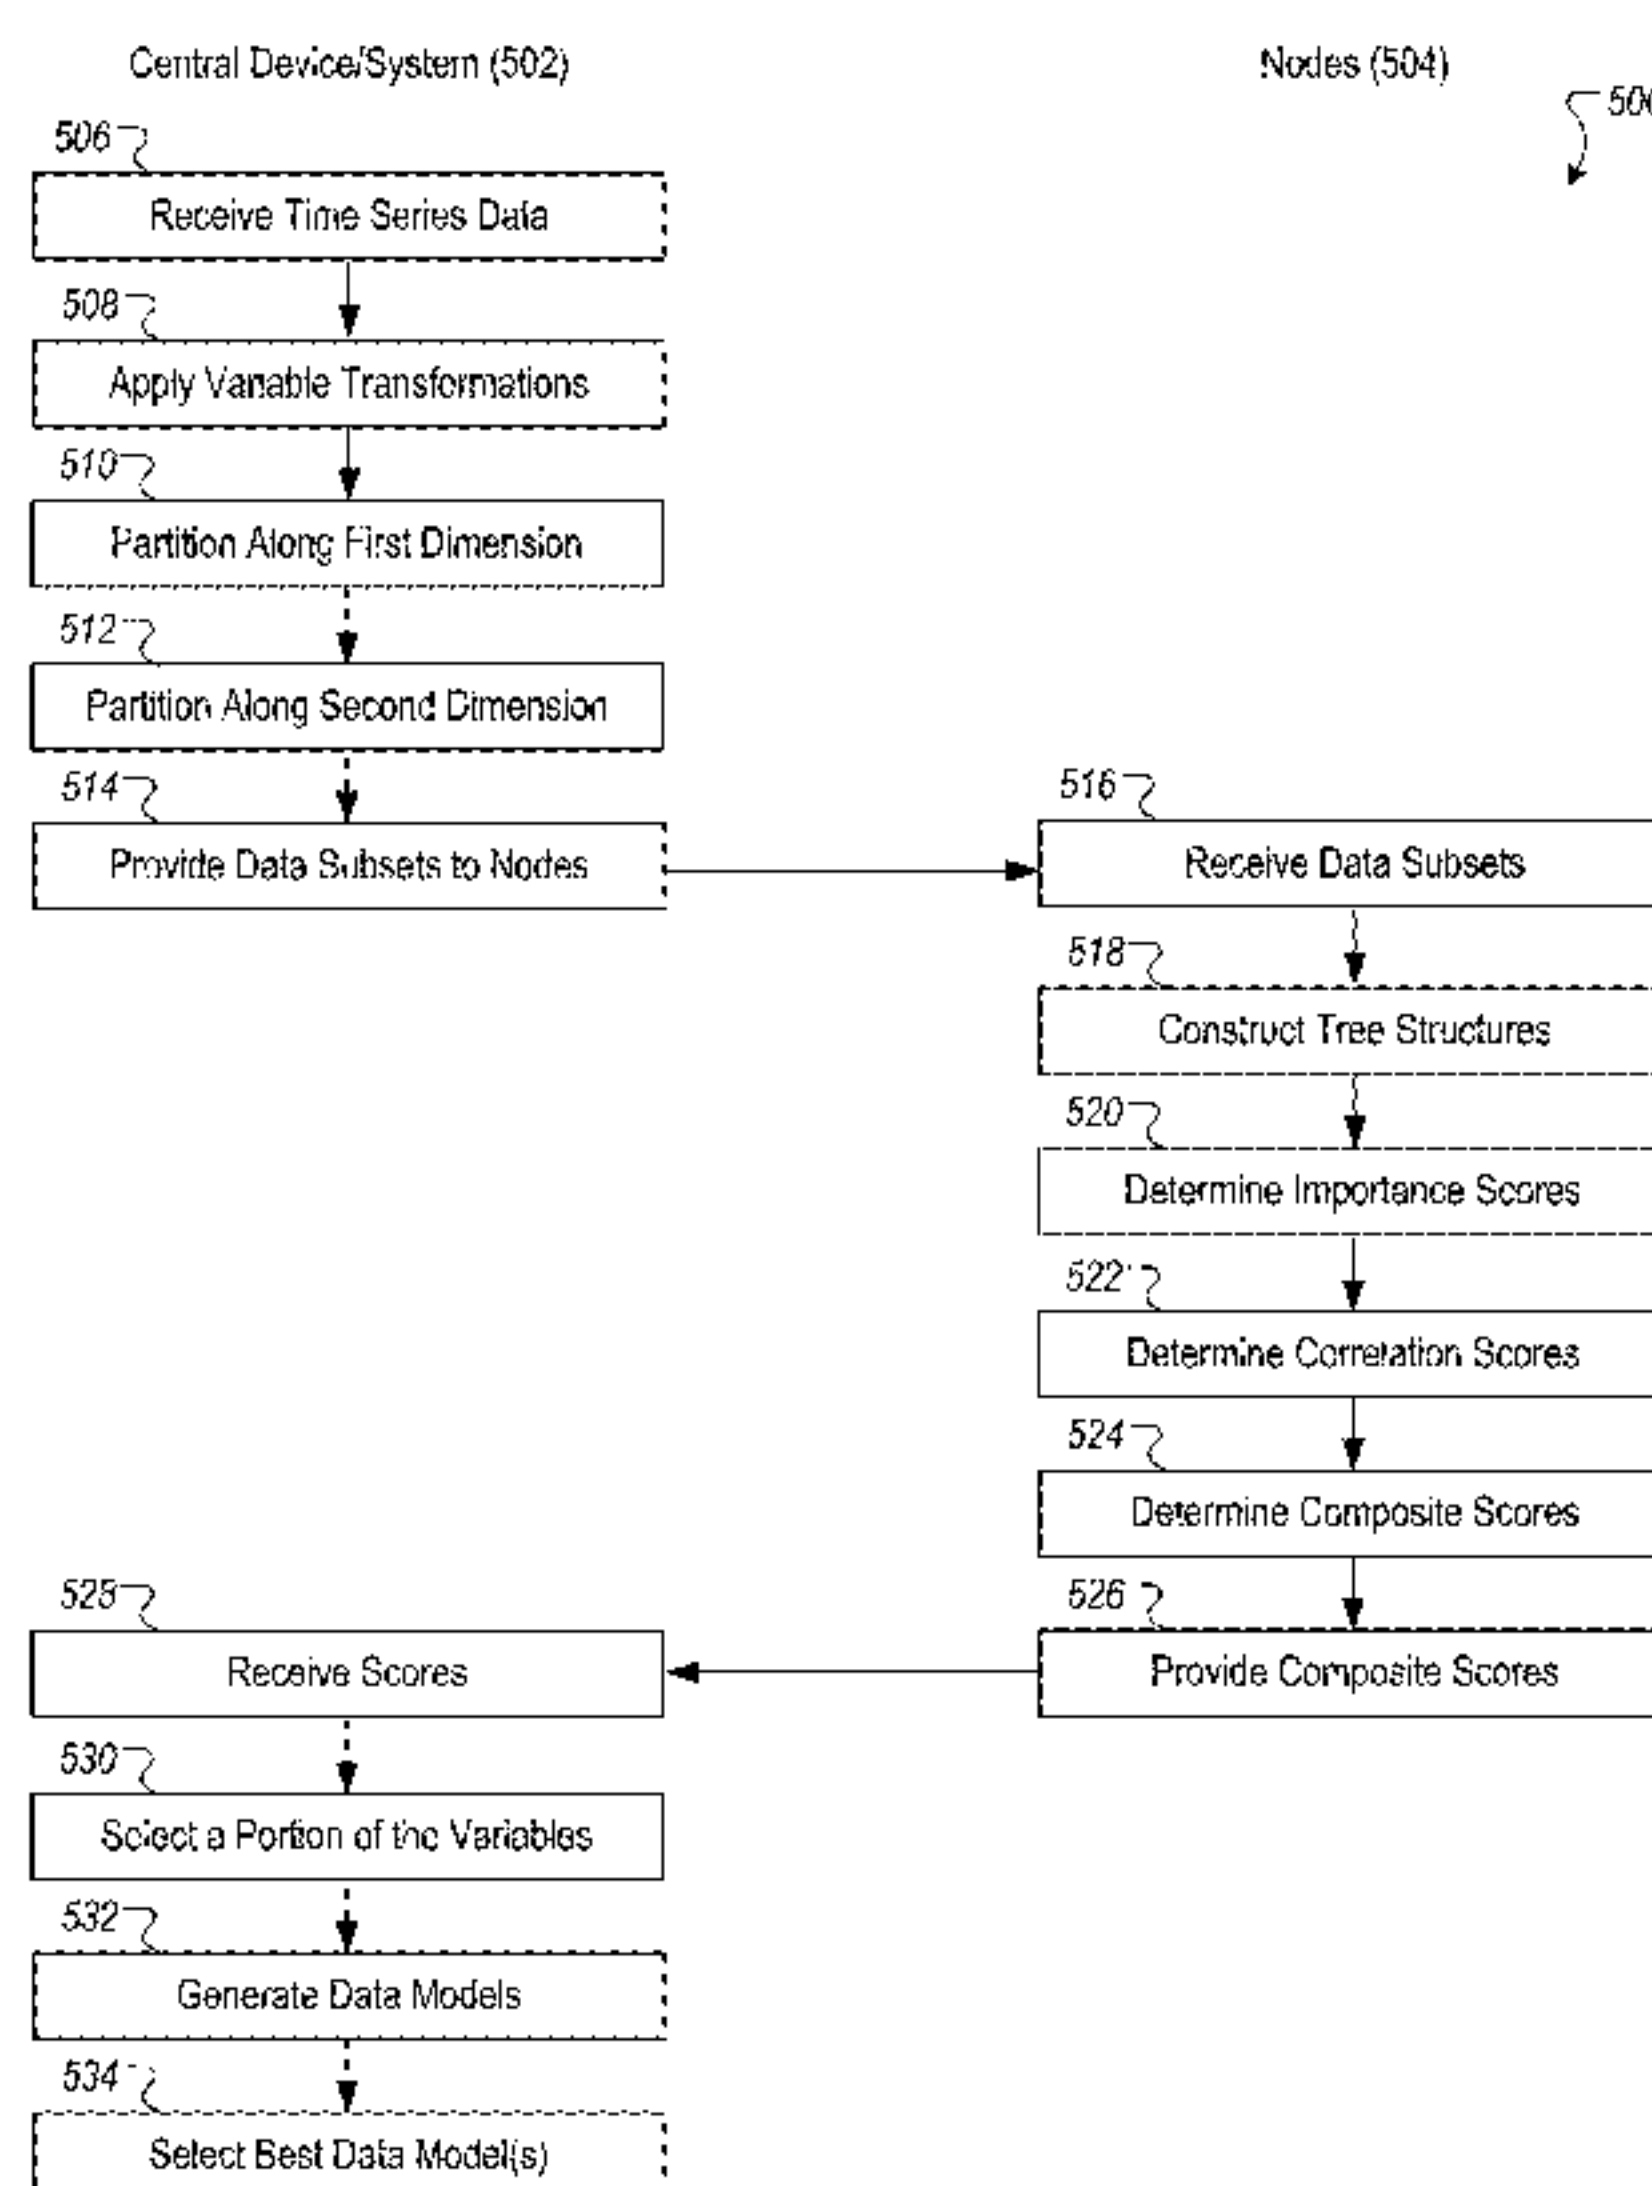 Central Device/System (502)
Nodes (504)
506
Receive Time Series Data
508
Apply Variable Transformations
510
Partition Along First Dimension
512
Partition Along Second Dimension
514
Provide Data Subsets to Nodes
516
Receive Data Subsets
518
Construct Tree Structures
520
Determine Importance Scores
522
Determine Correlation Scores
524
Determine Composite Scores
526
Provide Composite Scores
528
Receive Scores
530
Select a Portion of the Variables
532
Generate Data Models
534
Select Best Data Model(s)